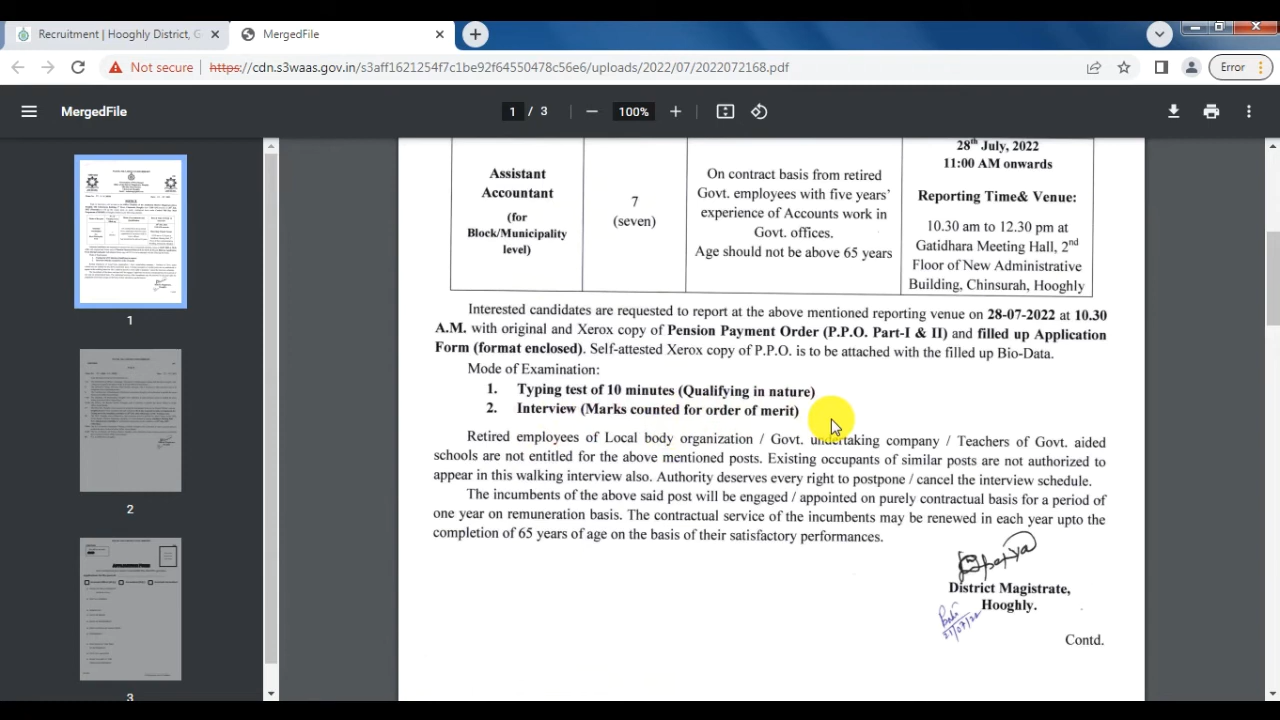 Recruitment | Hooghly District, G
MergedFile
Not secure
https://cdn.s3waas.gov.in/s3aff1621254f7c1be92f64550478c56e6/uploads/2022/07/2022072168.pdf
Error
MergedFile
1 / 3
100%
1
2
3
Assistant
Accountant
(for
Block/Municipality
level)
7
(seven)
On contract basis from retired
Govt. employees with five years'
experience of Accounts work in
Govt. offices.
Age should not be above 65 years
28th July, 2022
11:00 AM onwards
Reporting Time& Venue:
10.30 am to 12.30 pm at
Gatidhara Meeting Hall, 2nd
Floor of New Administrative
Building, Chinsurah, Hooghly
Interested candidates are requested to report at the above mentioned reporting venue on 28-07-2022 at 10.30
A.M. with original and Xerox copy of Pension Payment Order (P.P.O. Part-I & II) and filled up Application
Form (format enclosed). Self-attested Xerox copy of P.P.O. is to be attached with the filled up Bio-Data.
Mode of Examination:
1. Typing test of 10 minutes (Qualifying in nature)
2. Interview (Marks counted for order of merit)
Retired employees of Local body organization / Govt. undertaking company / Teachers of Govt. aided
schools are not entitled for the above mentioned posts. Existing occupants of similar posts are not authorized to
appear in this walking interview also. Authority deserves every right to postpone / cancel the interview schedule.
The incumbents of the above said post will be engaged / appointed on purely contractual basis for a period of
one year on remuneration basis. The contractual service of the incumbents may be renewed in each year upto the
completion of 65 years of age on the basis of their satisfactory performances.
District Magistrate,
Hooghly.
Contd.